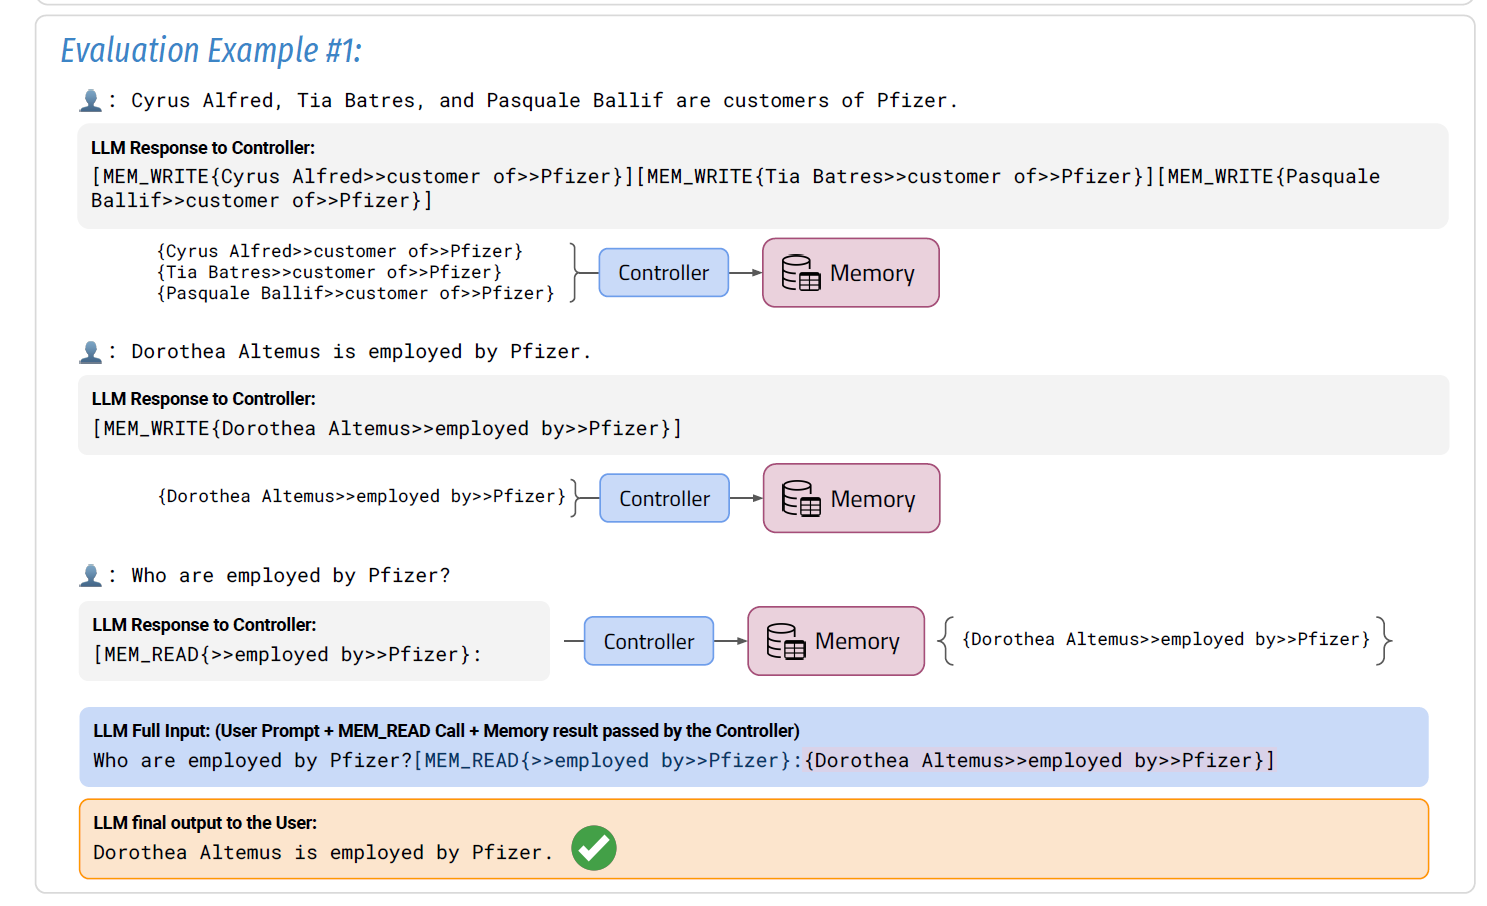 Evaluation Example #1:
: Cyrus Alfred, Tia Batres, and Pasquale Ballif are customers of Pfizer.
LLM Response to Controller:
[MEM_WRITE{Cyrus Alfred>>customer of>>Pfizer}][MEM_WRITE{Tia Batres>>customer of>>Pfizer}][MEM_WRITE{Pasquale
Ballif>>customer of>>Pfizer}]
{Cyrus Alfred>>customer of>>Pfizer}
{Tia Batres>>customer of>>Pfizer}
{Pasquale Ballif>>customer of>>Pfizer}
Controller
Memory
: Dorothea Altemus is employed by Pfizer.
LLM Response to Controller:
[MEM_WRITE{Dorothea Altemus>>employed by>>Pfizer}]
{Dorothea Altemus>>employed by>>Pfizer}
Controller
Memory
: Who are employed by Pfizer?
LLM Response to Controller:
[MEM_READ{>>employed by>>Pfizer}:
Controller
Memory
{Dorothea Altemus>>employed by>>Pfizer}
LLM Full Input: (User Prompt + MEM_READ Call + Memory result passed by the Controller)
Who are employed by Pfizer?[MEM_READ{>>employed by>>Pfizer}:{Dorothea Altemus>>employed by>>Pfizer}]
LLM final output to the User:
Dorothea Altemus is employed by Pfizer.